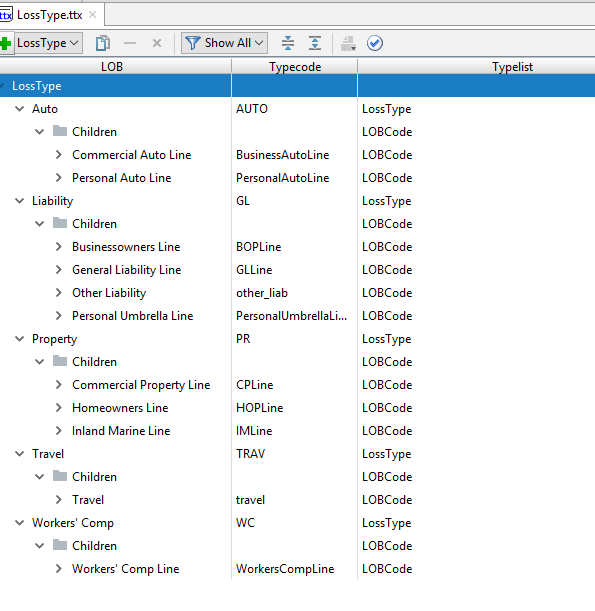 ttx LossType.ttx
LossType Show All
LOB Typecode Typelist
LossType
Auto AUTO LossType
Children LOBCode
Commercial Auto Line BusinessAutoLine LOBCode
Personal Auto Line PersonalAutoLine LOBCode
Liability GL LossType
Children LOBCode
Businessowners Line BOPLine LOBCode
General Liability Line GLLine LOBCode
Other Liability other_liab LOBCode
Personal Umbrella Line PersonalUmbrellaLi... LOBCode
Property PR LossType
Children LOBCode
Commercial Property Line CPLine LOBCode
Homeowners Line HOPLine LOBCode
Inland Marine Line IMLine LOBCode
Travel TRAV LossType
Children LOBCode
Travel travel LOBCode
Workers' Comp WC LossType
Children LOBCode
Workers' Comp Line WorkersCompLine LOBCode